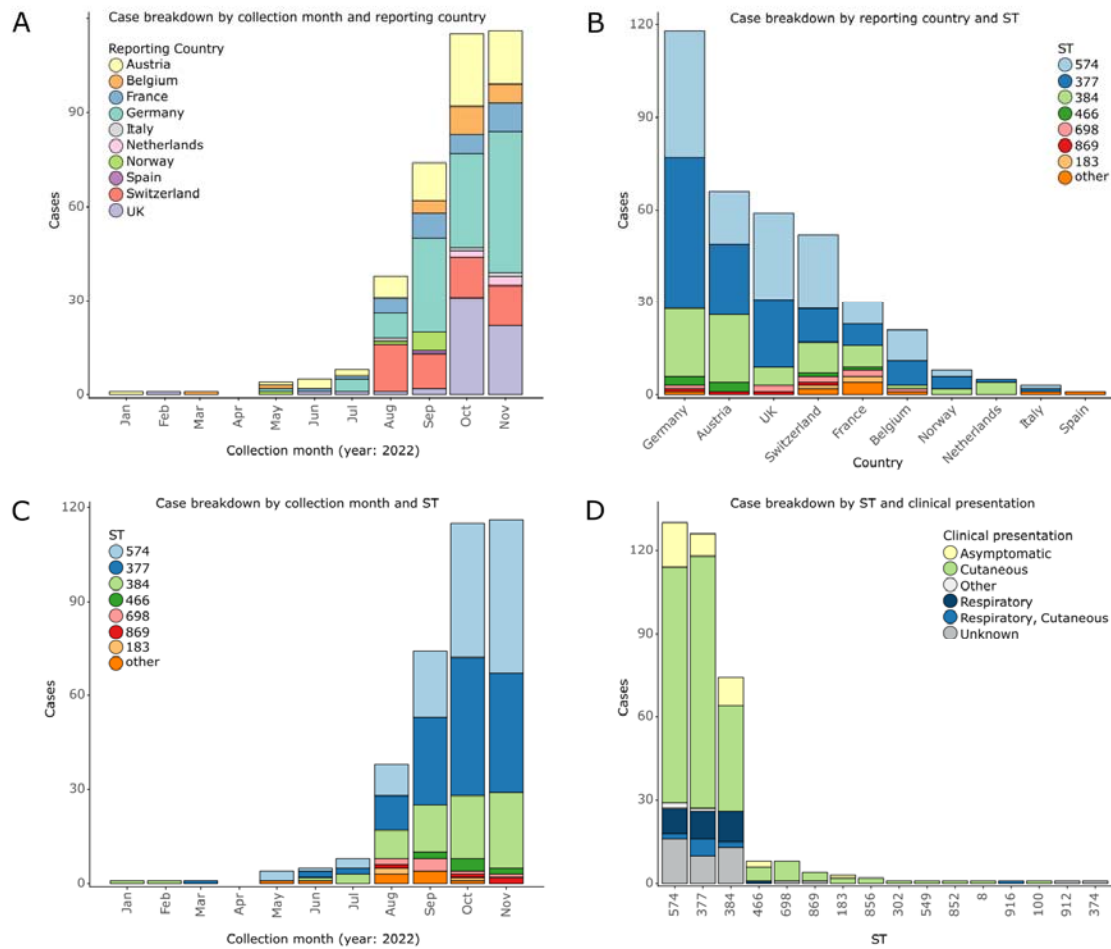 A
Case breakdown by collection month and reporting country
Reporting Country
Austria
Belgium
France
Germany
Italy
Netherlands
Norway
Spain
Switzerland
UK
90
60
30
0
Cases
Jan
Feb
Mar
Apr
May
Jun
Jul
Aug
Sep
Oct
Nov
Collection month (year: 2022)
B
Case breakdown by reporting country and ST
ST
574
377
384
466
698
869
183
other
120
90
60
30
0
Cases
Germany
Austria
UK
Switzerland
France
Belgium
Norway
Netherlands
Italy
Spain
Country
C
Case breakdown by collection month and ST
ST
574
377
384
466
698
869
183
other
120
90
60
30
0
Cases
Jan
Feb
Mar
Apr
May
Jun
Jul
Aug
Sep
Oct
Nov
Collection month (year: 2022)
D
Case breakdown by ST and clinical presentation
Clinical presentation
Asymptomatic
Cutaneous
Other
Respiratory
Respiratory, Cutaneous
Unknown
120
90
60
30
0
Cases
574
377
384
466
698
869
183
856
302
549
852
8
916
100
912
374
ST